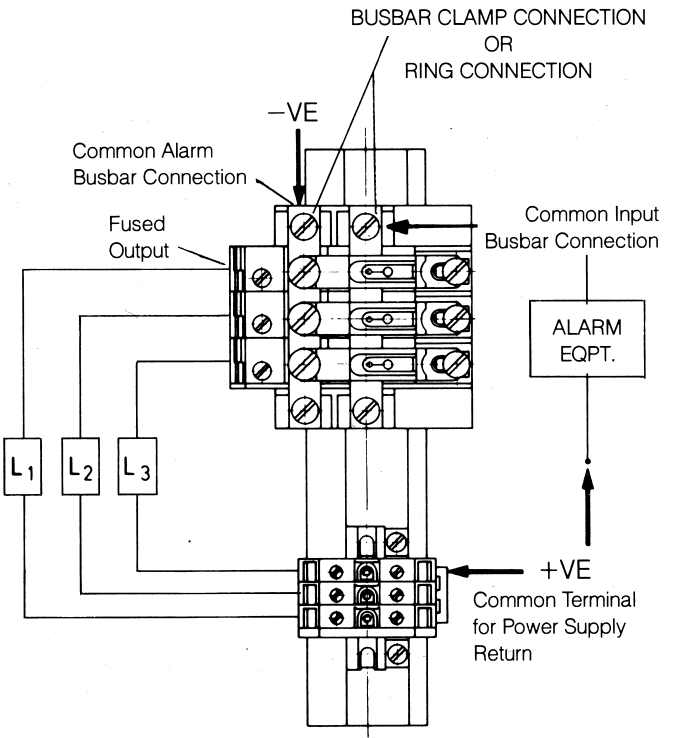 BUSBAR CLAMP CONNECTION
OR
RING CONNECTION
−VE
Common Alarm
Busbar Connection
Fused
Output
Common Input
Busbar Connection
ALARM
EQPT.
L1
L2
L3
+VE
Common Terminal
for Power Supply
Return